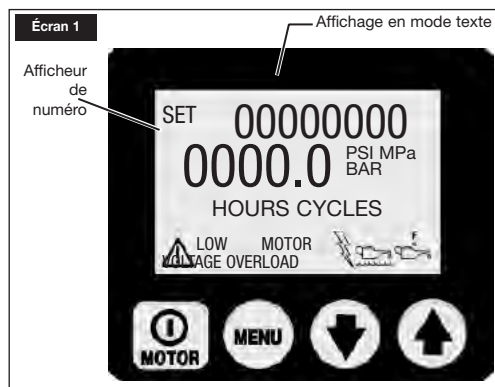 Écran 1
Affichage en mode texte
Afficheur
de
numéro
SET 00000000
0000.0 PSI MPa
BAR
HOURS CYCLES
LOW MOTOR
VOLTAGE OVERLOAD
F
MOTOR
MENU